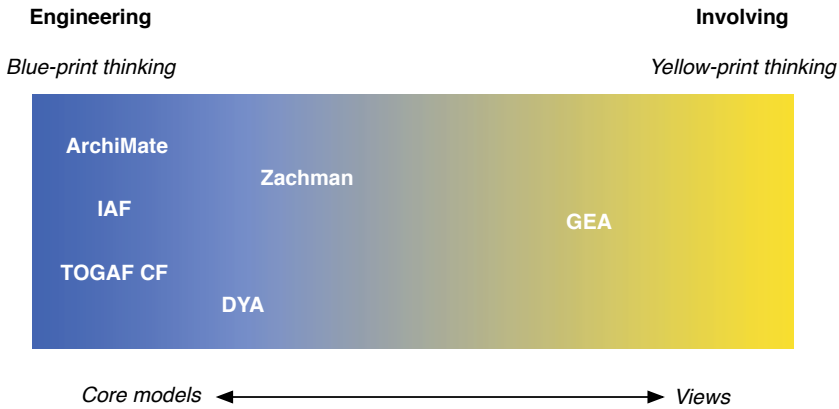 Engineering
Involving
Blue-print thinking
Yellow-print thinking
ArchiMate
Zachman
IAF
GEA
TOGAF CF
DYA
Core models
Views